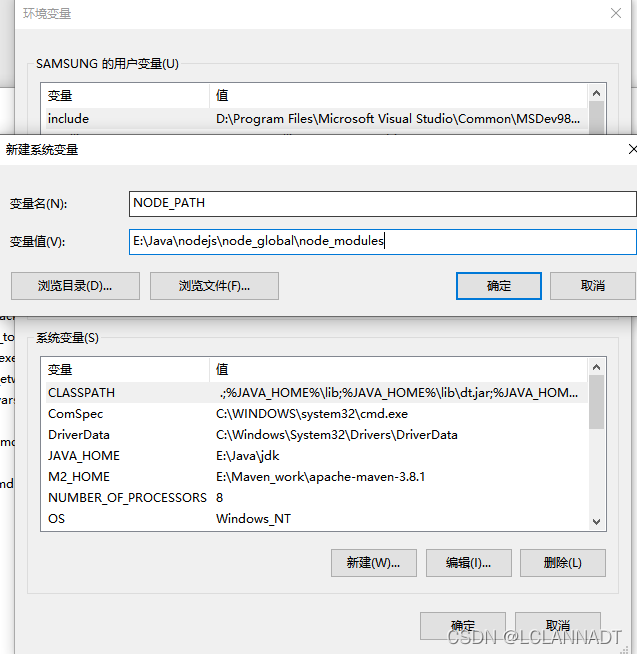 环境变量
SAMSUNG 的用户变量(U)
变量 值
include D:\Program Files\Microsoft Visual Studio\Common\MSDev98...
新建系统变量
变量名(N): NODE_PATH
变量值(V): E:\Java\nodejs\node_global\node_modules
浏览目录(D)... 浏览文件(F)... 确定 取消
系统变量(S)
变量 值
CLASSPATH .;%JAVA_HOME%\lib;%JAVA_HOME%\lib\dt.jar;%JAVA_HOM...
ComSpec C:\WINDOWS\system32\cmd.exe
DriverData C:\Windows\System32\Drivers\DriverData
JAVA_HOME E:\Java\jdk
M2_HOME E:\Maven_work\apache-maven-3.8.1
NUMBER_OF_PROCESSORS 8
OS Windows_NT
新建(W)... 编辑(I)... 删除(L)
确定 取消
CSDN @LCLANNADT